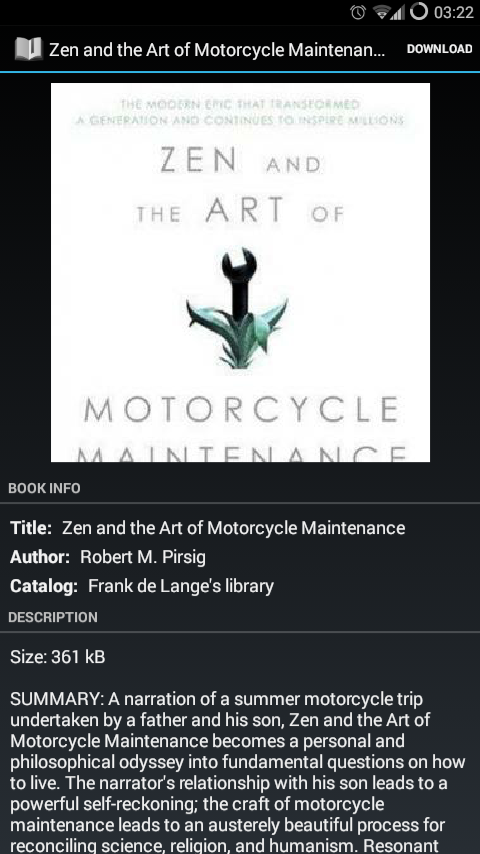 03:22
Zen and the Art of Motorcycle Maintenan...
DOWNLOAD
THE MODERN EPIC THAT TRANSFORMED
A GENERATION AND CONTINUES TO INSPIRE MILLIONS
ZEN AND
THE ART OF
MOTORCYCLE
MAINTENANCE
BOOK INFO
Title: Zen and the Art of Motorcycle Maintenance
Author: Robert M. Pirsig
Catalog: Frank de Lange's library
DESCRIPTION
Size: 361 kB
SUMMARY: A narration of a summer motorcycle trip
undertaken by a father and his son, Zen and the Art of
Motorcycle Maintenance becomes a personal and
philosophical odyssey into fundamental questions on how
to live. The narrator's relationship with his son leads to a
powerful self-reckoning; the craft of motorcycle
maintenance leads to an austerely beautiful process for
reconciling science, religion, and humanism. Resonant